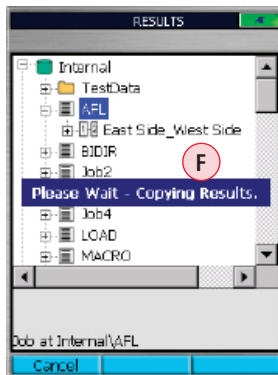 RESULTS
Internal
TestData
AFL
East Side_West Side
BIDIR
F
Job2
Please Wait - Copying Results.
Job4
LOAD
MACRO
Job at Internal\AFL
Cancel